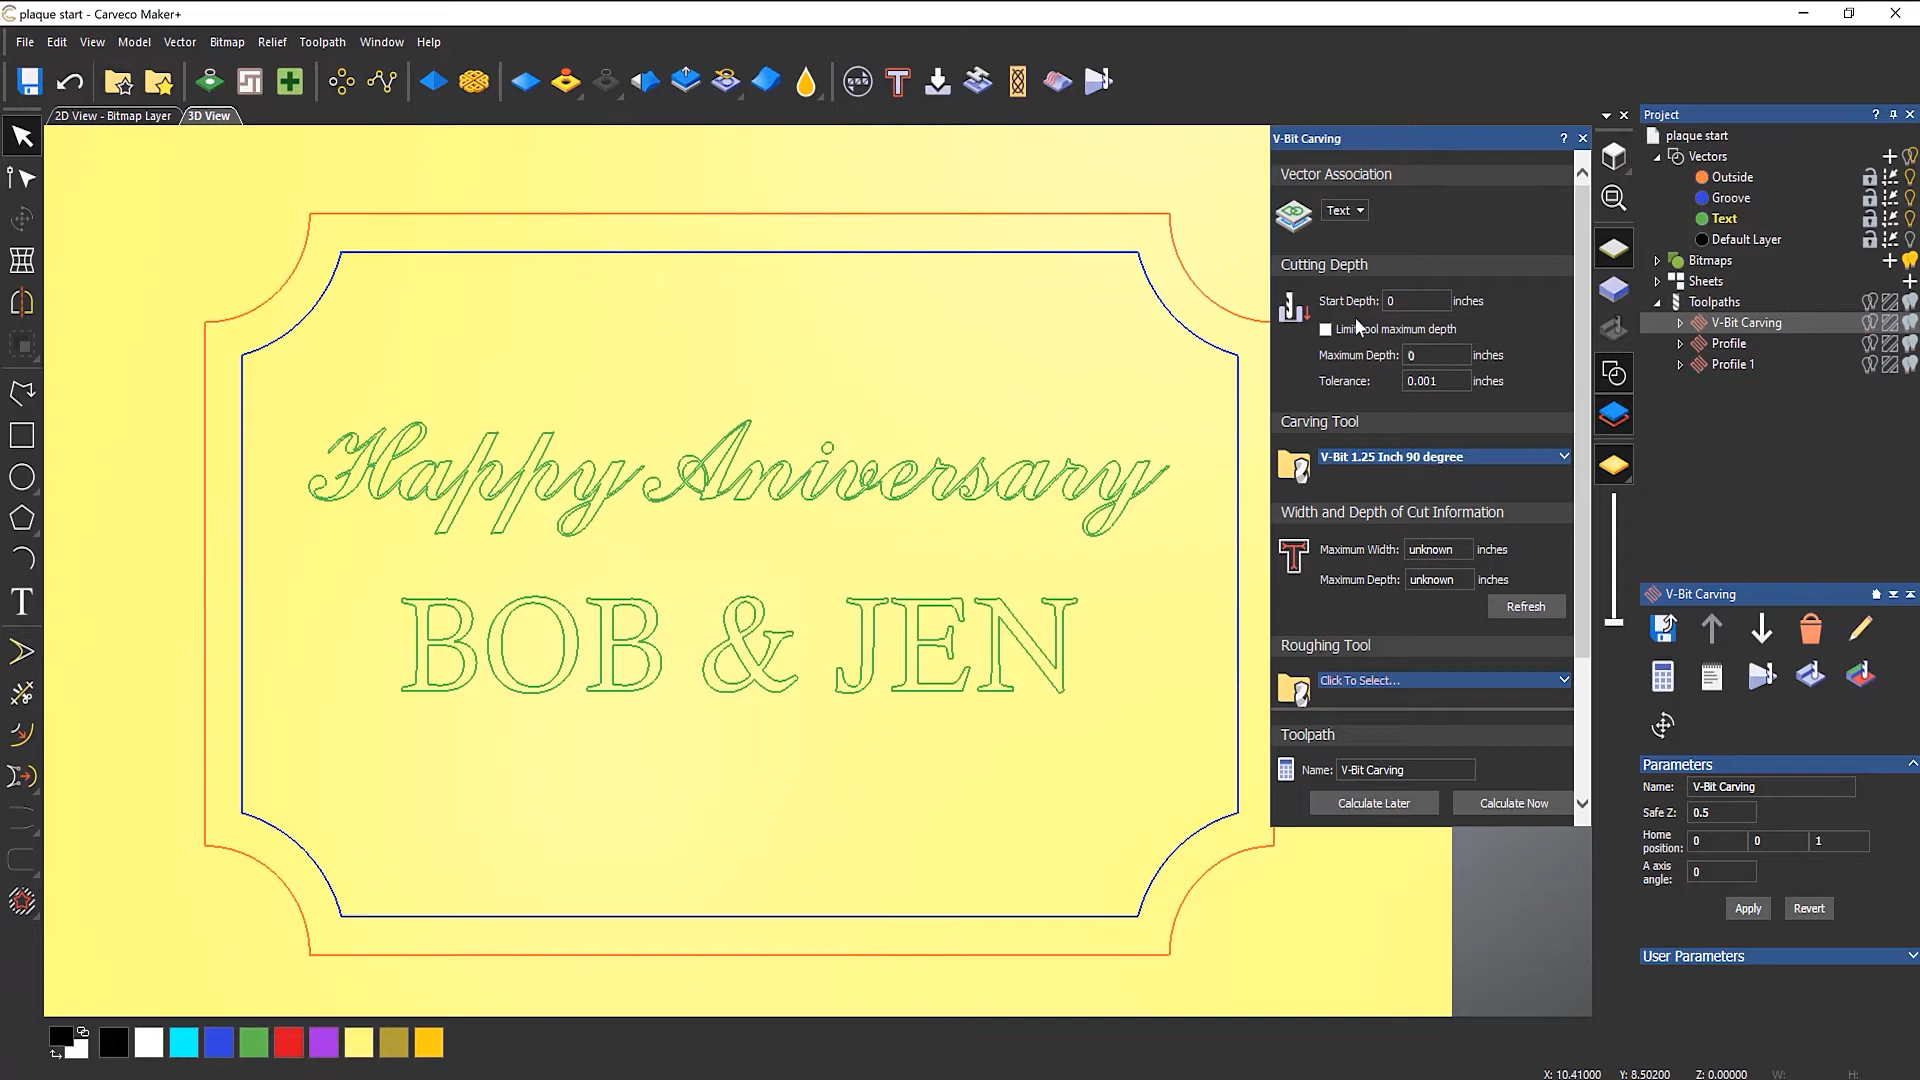 plaque start - Carveco Maker+
File Edit View Model Vector Bitmap Relief Toolpath Window Help
2D View - Bitmap Layer 3D View
Happy Aniversary
BOB & JEN
V-Bit Carving ?
Vector Association
Text
Cutting Depth
Start Depth: 0 inches
Limit tool maximum depth
Maximum Depth: 0 inches
Tolerance: 0.001 inches
Carving Tool
V-Bit 1.25 Inch 90 degree
Width and Depth of Cut Information
Maximum Width: unknown inches
Maximum Depth: unknown inches
Refresh
Roughing Tool
Click To Select...
Toolpath
Name: V-Bit Carving
Calculate Later Calculate Now
Project ?
plaque start
Vectors
Outside
Groove
Text
Default Layer
Bitmaps
Sheets
Toolpaths
V-Bit Carving
Profile
Profile 1
V-Bit Carving
Parameters
Name: V-Bit Carving
Safe Z: 0.5
Home
position: 0 0 1
A axis
angle: 0
Apply Revert
User Parameters
X: 10.41000 Y: 8.50200 Z: 0.00000 W: H: